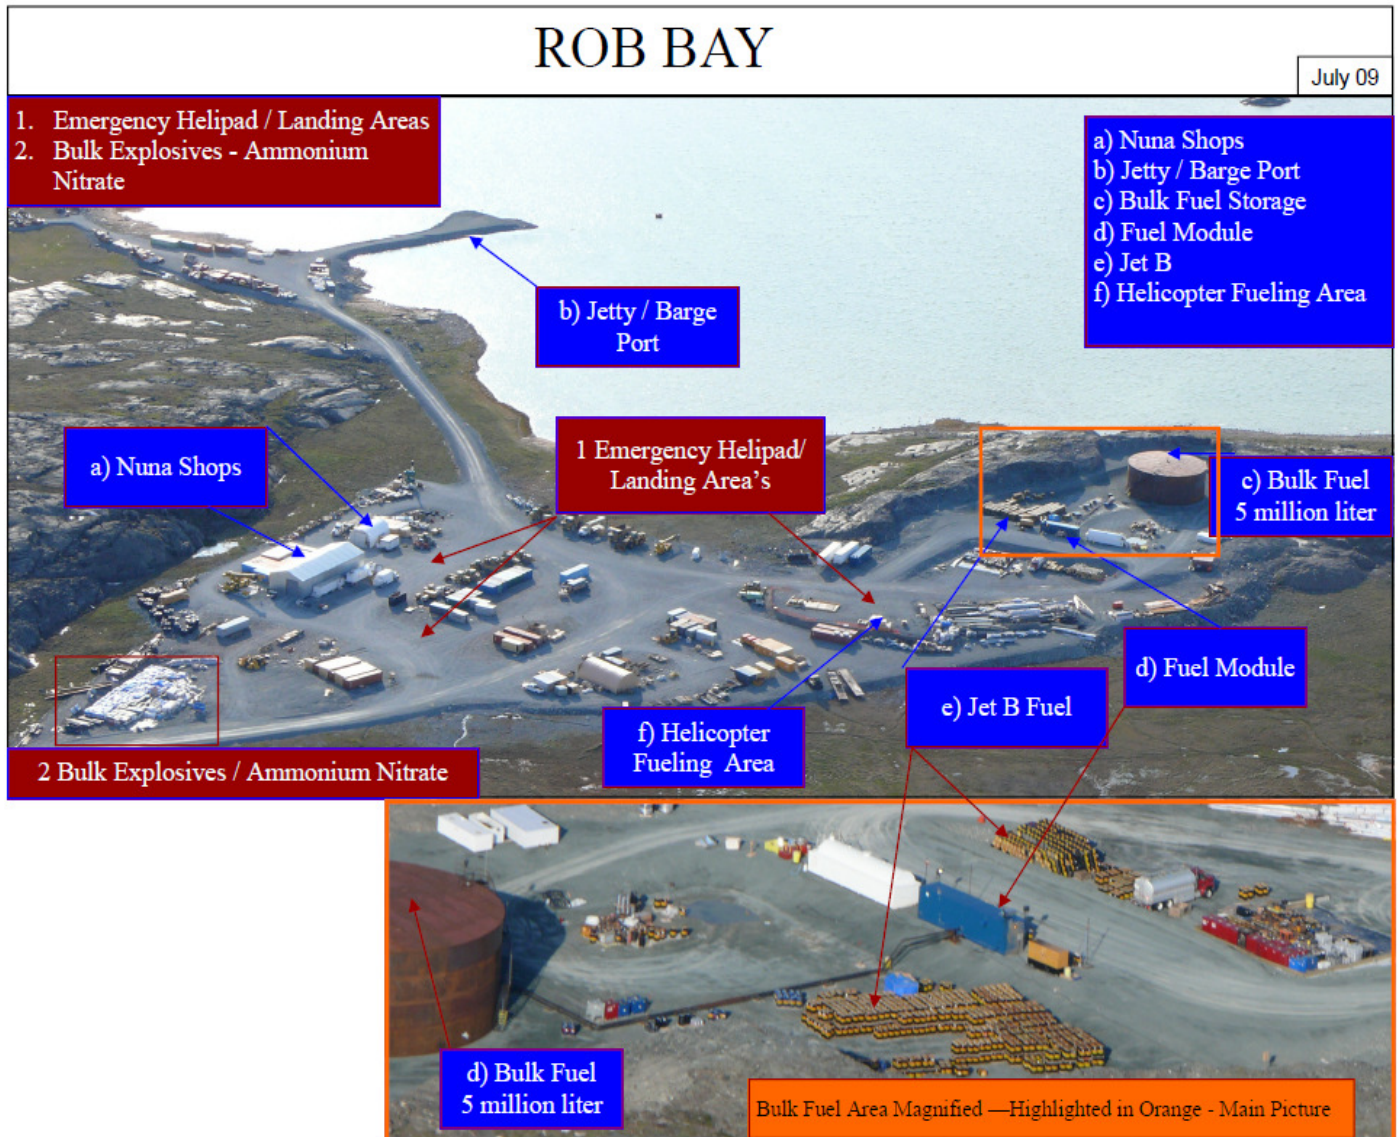 ROB BAY
July 09
1. Emergency Helipad / Landing Areas
2. Bulk Explosives - Ammonium
Nitrate
a) Nuna Shops
b) Jetty / Barge Port
c) Bulk Fuel Storage
d) Fuel Module
e) Jet B
f) Helicopter Fueling Area
b) Jetty / Barge
Port
a) Nuna Shops
1 Emergency Helipad/
Landing Area’s
c) Bulk Fuel
5 million liter
d) Fuel Module
e) Jet B Fuel
f) Helicopter
Fueling Area
2 Bulk Explosives / Ammonium Nitrate
d) Bulk Fuel
5 million liter
Bulk Fuel Area Magnified —Highlighted in Orange - Main Picture